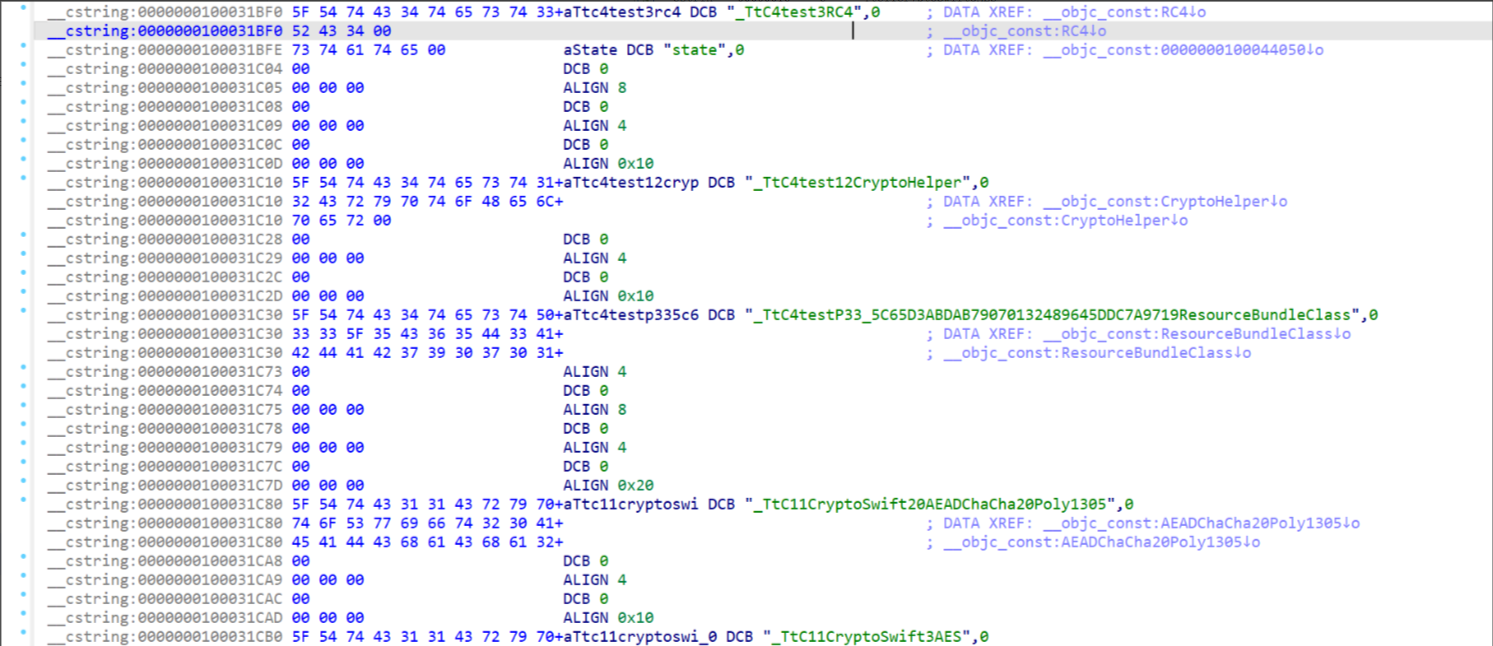 __cstring:0000000100031BF0 5F 54 74 43 34 74 65 73 74 33+aTtc4test3rc4 DCB "_TtC4test3RC4",0 ; DATA XREF: __objc_const:RC4↓o
__cstring:0000000100031BF0 52 43 34 00 ; __objc_const:RC4↓o
__cstring:0000000100031BFE 73 74 61 74 65 00 aState DCB "state",0 ; DATA XREF: __objc_const:0000000100044050↓o
__cstring:0000000100031C04 00 DCB 0
__cstring:0000000100031C05 00 00 00 ALIGN 8
__cstring:0000000100031C08 00 DCB 0
__cstring:0000000100031C09 00 00 00 ALIGN 4
__cstring:0000000100031C0C 00 DCB 0
__cstring:0000000100031C0D 00 00 00 ALIGN 0x10
__cstring:0000000100031C10 5F 54 74 43 34 74 65 73 74 31+aTtc4test12cryp DCB "_TtC4test12CryptoHelper",0
__cstring:0000000100031C10 32 43 72 79 70 74 6F 48 65 6C+ ; DATA XREF: __objc_const:CryptoHelper↓o
__cstring:0000000100031C10 70 65 72 00 ; __objc_const:CryptoHelper↓o
__cstring:0000000100031C28 00 DCB 0
__cstring:0000000100031C29 00 00 00 ALIGN 4
__cstring:0000000100031C2C 00 DCB 0
__cstring:0000000100031C2D 00 00 00 ALIGN 0x10
__cstring:0000000100031C30 5F 54 74 43 34 74 65 73 74 50+aTtc4testp335c6 DCB "_TtC4testP33_5C65D3ABDAB79070132489645DDC7A9719ResourceBundleClass",0
__cstring:0000000100031C30 33 33 5F 35 43 36 35 44 33 41+ ; DATA XREF: __objc_const:ResourceBundleClass↓o
__cstring:0000000100031C30 42 44 41 42 37 39 30 37 30 31+ ; __objc_const:ResourceBundleClass↓o
__cstring:0000000100031C73 00 ALIGN 4
__cstring:0000000100031C74 00 DCB 0
__cstring:0000000100031C75 00 00 00 ALIGN 8
__cstring:0000000100031C78 00 DCB 0
__cstring:0000000100031C79 00 00 00 ALIGN 4
__cstring:0000000100031C7C 00 DCB 0
__cstring:0000000100031C7D 00 00 00 ALIGN 0x20
__cstring:0000000100031C80 5F 54 74 43 31 31 43 72 79 70+aTtc11cryptoswi DCB "_TtC11CryptoSwift20AEADChaCha20Poly1305",0
__cstring:0000000100031C80 74 6F 53 77 69 66 74 32 30 41+ ; DATA XREF: __objc_const:AEADChaCha20Poly1305↓o
__cstring:0000000100031C80 45 41 44 43 68 61 43 68 61 32+ ; __objc_const:AEADChaCha20Poly1305↓o
__cstring:0000000100031CA8 00 DCB 0
__cstring:0000000100031CA9 00 00 00 ALIGN 4
__cstring:0000000100031CAC 00 DCB 0
__cstring:0000000100031CAD 00 00 00 ALIGN 0x10
__cstring:0000000100031CB0 5F 54 74 43 31 31 43 72 79 70+aTtc11cryptoswi_0 DCB "_TtC11CryptoSwift3AES",0